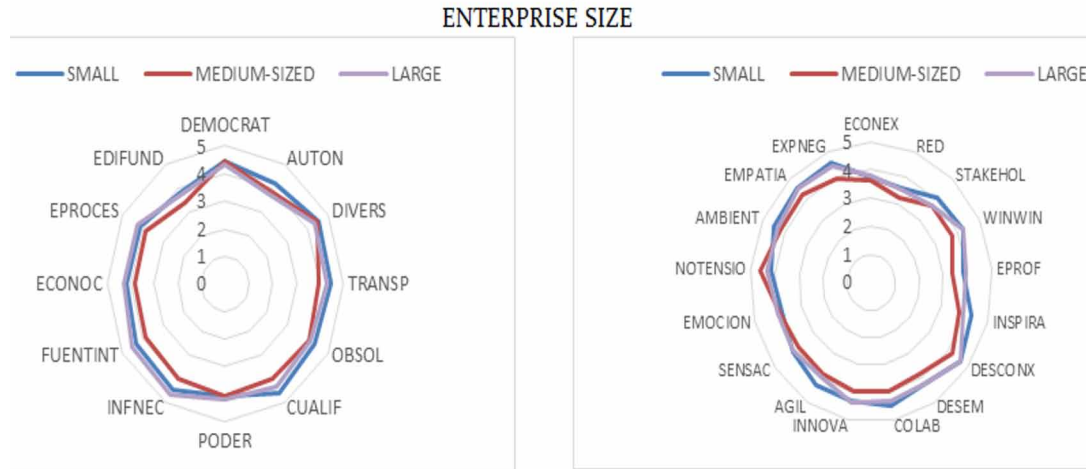 ENTERPRISE SIZE
SMALL MEDIUM-SIZED LARGE
DEMOCRAT
EDIFUND 5 AUTON
4
EPROCES 3 DIVERS
2
1
ECONOC 0 TRANSP
FUENTINT OBSOL
INFNEC CUALIF
PODER
SMALL MEDIUM-SIZED LARGE
ECONEX
EXPNEG 5 RED
EMPATIA 4 STAKEHOL
3
AMBIENT 2 WINWIN
1
NOTENSIO 0 EPROF
EMOCION INSPIRA
SENSAC DESCONX
AGIL DESEM
INNOVA COLAB